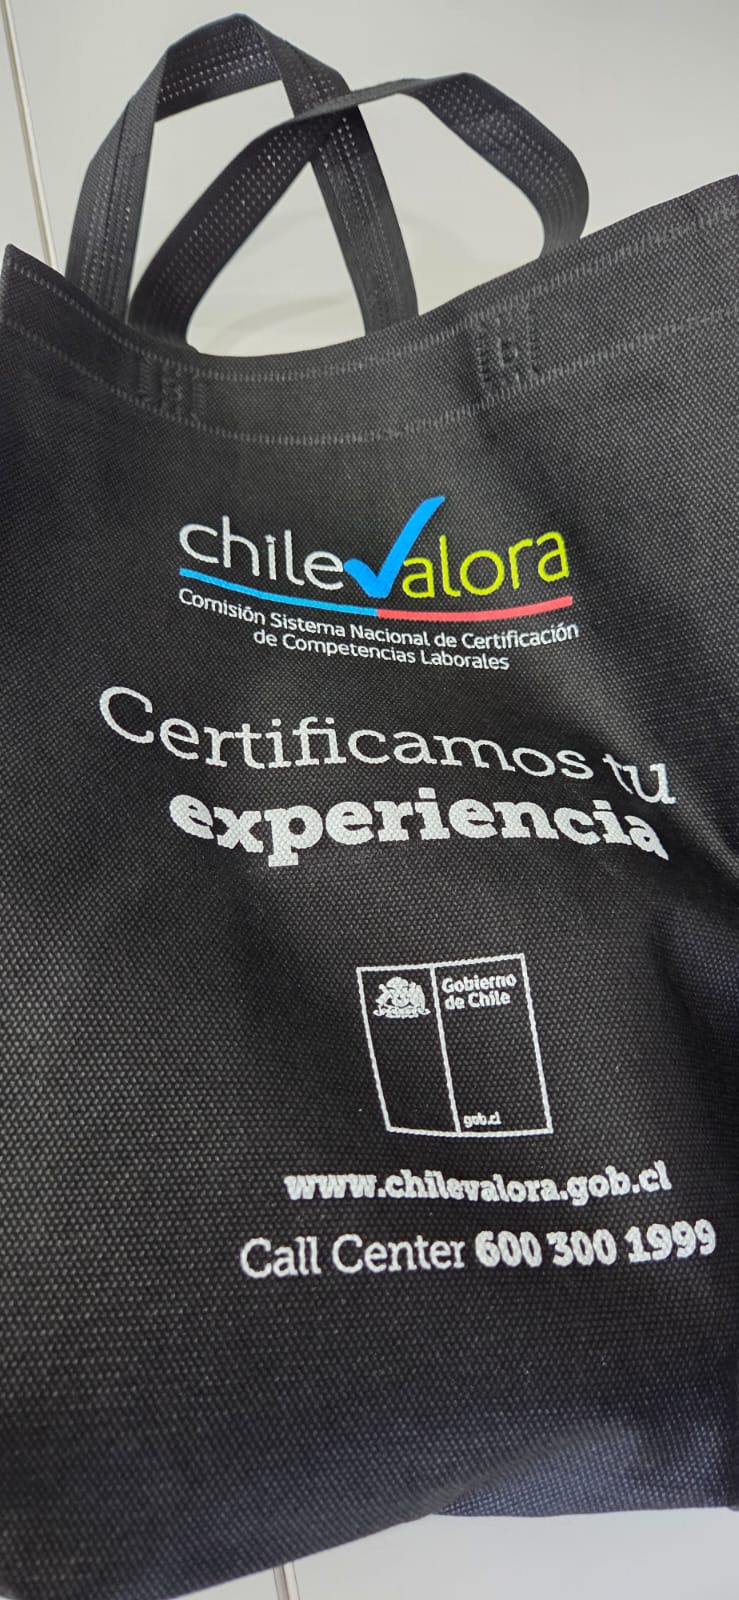 chilevalora
Comisión Sistema Nacional de Certificación
de Competencias Laborales
Certificamos tu
experiencia
Gobierno
de Chile
gob.cl
www.chilevalora.gob.cl
Call Center 600 300 1999